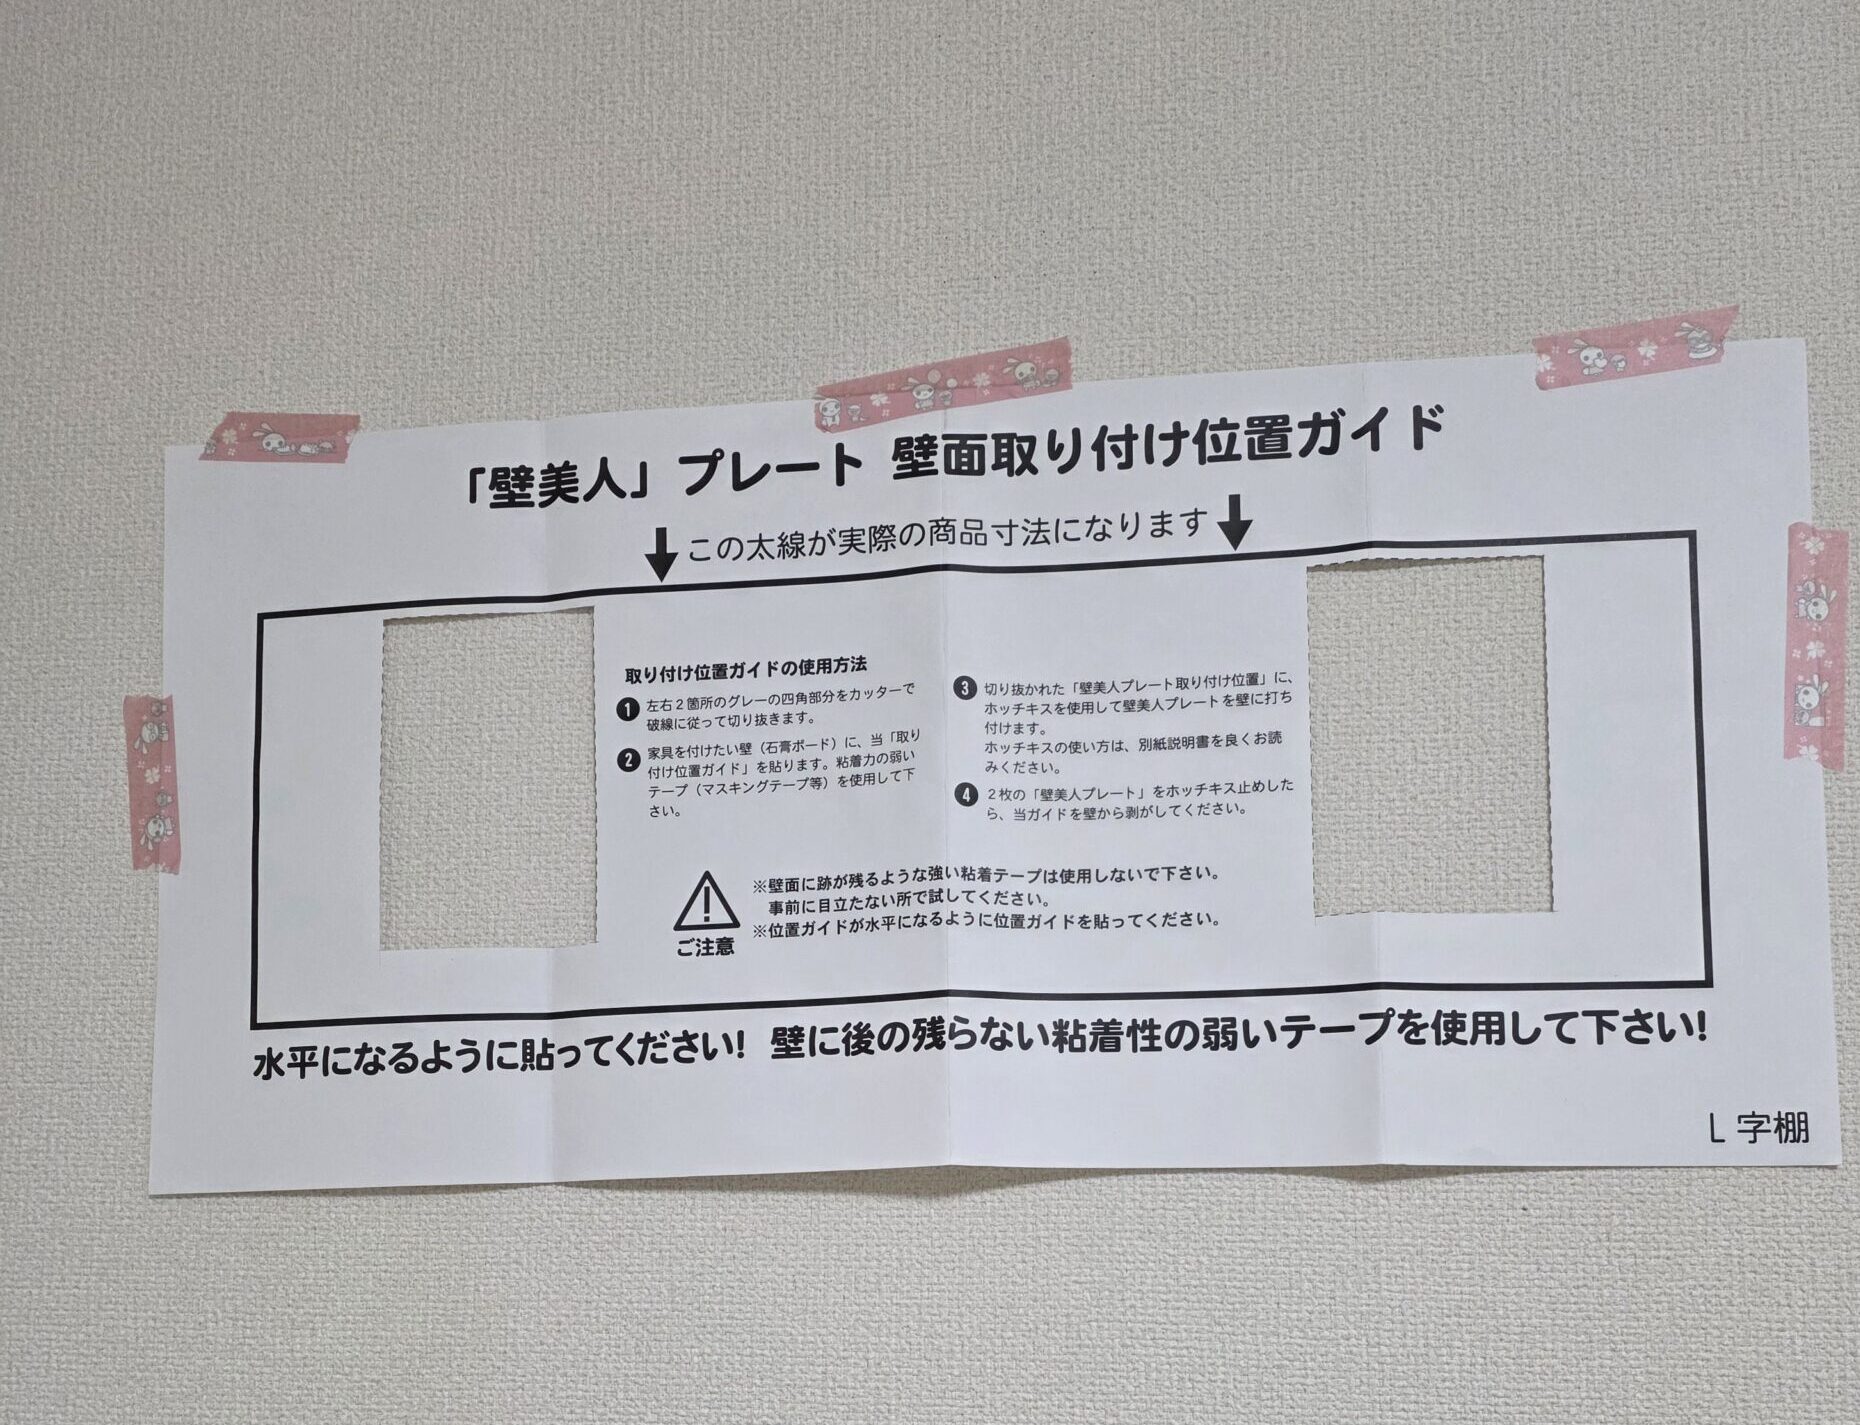 「壁美人」プレート 壁面取り付け位置ガイド
この太線が実際の商品寸法になります
取り付け位置ガイドの使用方法
1 左右2箇所のグレーの四角部分をカッターで
破線に従って切り抜きます。
2 家具を付けたい壁（石膏ボード）に、当「取り
付け位置ガイド」を貼ります。粘着力の弱い
テープ（マスキングテープ等）を使用して下
さい。
3 切り抜かれた「壁美人プレート取り付け位置」に、
ホッチキスを使用して壁美人プレートを壁に打ち
付けます。
ホッチキスの使い方は、別紙説明書を良くお読
みください。
4 2枚の「壁美人プレート」をホッチキス止めした
ら、当ガイドを壁から剥がしてください。
ご注意
※壁面に跡が残るような強い粘着テープは使用しないで下さい。
事前に目立たない所で試してください。
※位置ガイドが水平になるように位置ガイドを貼ってください。
水平になるように貼ってください! 壁に後の残らない粘着性の弱いテープを使用して下さい!
L字棚